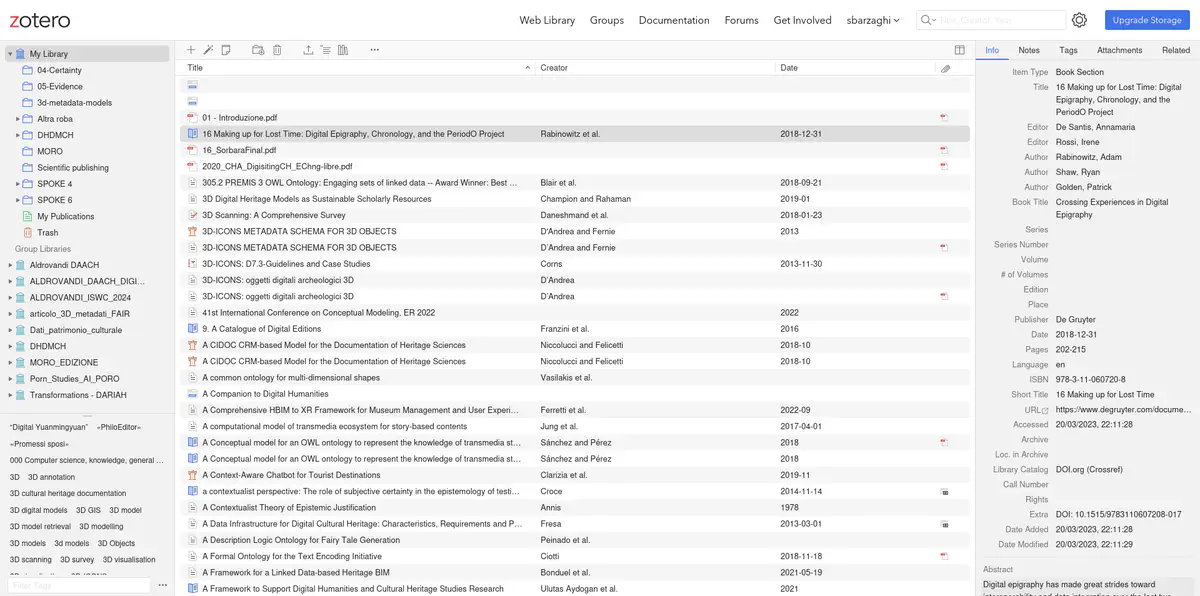 zotero
Web Library Groups Documentation Forums Get Involved sbarzaghi Title, Creator, Year Upgrade Storage
My Library
04-Certainty
05-Evidence
3d-metadata-models
Altra roba
DHDMCH
MORO
Scientific publishing
SPOKE 4
SPOKE 6
My Publications
Trash
Group Libraries
Aldrovandi DAACH
ALDROVANDI_DAACH_DIGI...
ALDROVANDI_ISWC_2024
articolo_3D_metadati_FAIR
Dati_patrimonio_culturale
DHDMCH
MORO_EDIZIONE
Porn_Studies_AI_PORO
Transformations - DARIAH
"Digital Yuanmingyuan" «PhiloEditor»
«Promessi sposi»
000 Computer science, knowledge, general ...
3D 3D annotation
3D cultural heritage documentation
3D digital models 3D GIS 3D model
3D model retrieval 3D modelling
3D models 3d models 3D Objects
3D scanning 3D survey 3D visualisation
Filter Tags
Title Creator Date
01 - Introduzione.pdf
16 Making up for Lost Time: Digital Epigraphy, Chronology, and the PeriodO Project Rabinowitz et al. 2018-12-31
16_SorbaraFinal.pdf
2020_CHA_DigisitingCH_EChng-libre.pdf
305.2 PREMIS 3 OWL Ontology: Engaging sets of linked data -- Award Winner: Best ... Blair et al. 2018-09-21
3D Digital Heritage Models as Sustainable Scholarly Resources Champion and Rahaman 2019-01
3D Scanning: A Comprehensive Survey Daneshmand et al. 2018-01-23
3D-ICONS METADATA SCHEMA FOR 3D OBJECTS D'Andrea and Fernie 2013
3D-ICONS METADATA SCHEMA FOR 3D OBJECTS D'Andrea and Fernie
3D-ICONS: D7.3-Guidelines and Case Studies Corns 2013-11-30
3D-ICONS: oggetti digitali archeologici 3D D'Andrea
3D-ICONS: oggetti digitali archeologici 3D D'Andrea
41st International Conference on Conceptual Modeling, ER 2022 2022
9. A Catalogue of Digital Editions Franzini et al. 2016
A CIDOC CRM-based Model for the Documentation of Heritage Sciences Niccolucci and Felicetti 2018-10
A CIDOC CRM-based Model for the Documentation of Heritage Sciences Niccolucci and Felicetti 2018-10
A common ontology for multi-dimensional shapes Vasilakis et al.
A Companion to Digital Humanities
A Comprehensive HBIM to XR Framework for Museum Management and User Experi... Ferretti et al. 2022-09
A computational model of transmedia ecosystem for story-based contents Jung et al. 2017-04-01
A Conceptual model for an OWL ontology to represent the knowledge of transmedia st... Sánchez and Pérez 2018
A Conceptual model for an OWL ontology to represent the knowledge of transmedia st... Sánchez and Pérez 2018
A Context-Aware Chatbot for Tourist Destinations Clarizia et al. 2019-11
a contextualist perspective: The role of subjective certainty in the epistemology of testi... Croce 2014-11-14
A Contextualist Theory of Epistemic Justification Annis 1978
A Data Infrastructure for Digital Cultural Heritage: Characteristics, Requirements and P... Fresa 2013-03-01
A Description Logic Ontology for Fairy Tale Generation Peinado et al.
A Formal Ontology for the Text Encoding Initiative Ciotti 2018-11-18
A Framework for a Linked Data-based Heritage BIM Bonduel et al. 2021-05-19
A Framework to Support Digital Humanities and Cultural Heritage Studies Research Ulutas Aydogan et al. 2021
Info Notes Tags Attachments Related
Item Type Book Section
Title 16 Making up for Lost Time: Digital
Epigraphy, Chronology, and the
PeriodO Project
Editor De Santis, Annamaria
Editor Rossi, Irene
Author Rabinowitz, Adam
Author Shaw, Ryan
Author Golden, Patrick
Book Title Crossing Experiences in Digital
Epigraphy
Series
Series Number
Volume
# of Volumes
Edition
Place
Publisher De Gruyter
Date 2018-12-31
Pages 202-215
Language en
ISBN 978-3-11-060720-8
Short Title 16 Making up for Lost Time
URL https://www.degruyter.com/docume...
Accessed 20/03/2023, 22:11:28
Archive
Loc. in Archive
Library Catalog DOI.org (Crossref)
Call Number
Rights
Extra DOI: 10.1515/9783110607208-017
Date Added 20/03/2023, 22:11:28
Date Modified 20/03/2023, 22:11:29
Abstract
Digital epigraphy has made great strides toward